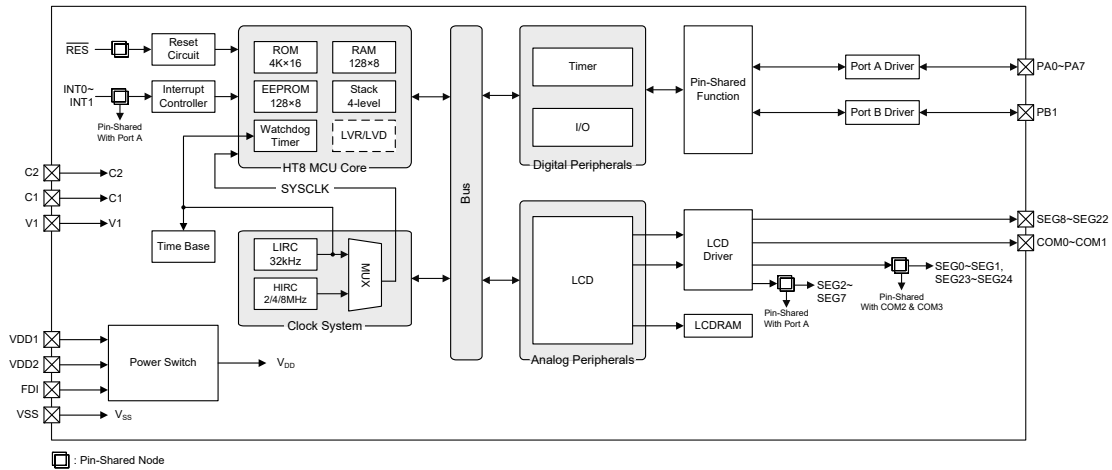 RES
Reset
Circuit
INT0~
INT1
Interrupt
Controller
Pin-Shared
With Port A
ROM
4K×16
RAM
128×8
EEPROM
128×8
Stack
4-level
Watchdog
Timer
LVR/LVD
HT8 MCU Core
SYSCLK
C2
C2
C1
C1
V1
V1
Time Base
LIRC
32kHz
HIRC
2/4/8MHz
MUX
Clock System
Bus
Timer
I/O
Digital Peripherals
Pin-Shared
Function
Port A Driver
PA0~PA7
Port B Driver
PB1
LCD
Analog Peripherals
LCD
Driver
LCDRAM
SEG8~SEG22
COM0~COM1
SEG0~SEG1,
SEG23~SEG24
Pin-Shared
With COM2 & COM3
SEG2~
SEG7
Pin-Shared
With Port A
VDD1
VDD2
FDI
VSS
Power Switch
VDD
VSS
: Pin-Shared Node